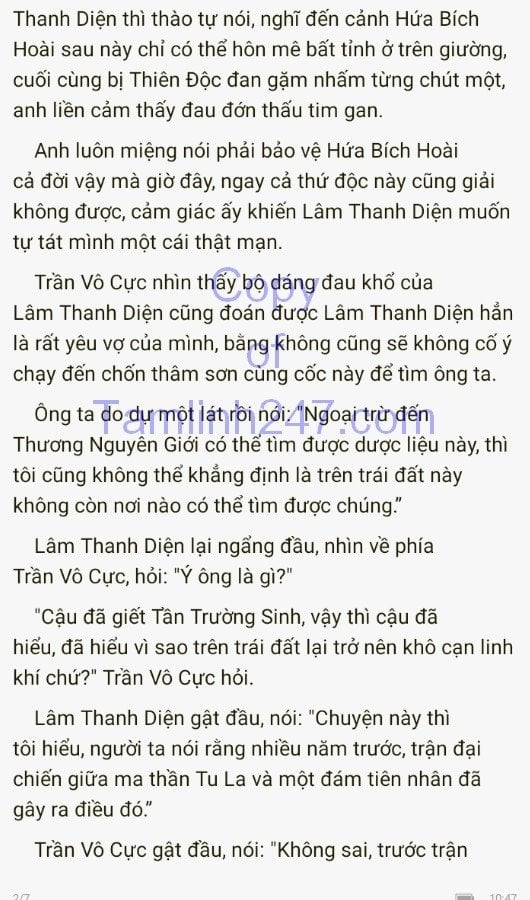 Thanh Diện thì thào tự nói, nghĩ đến cảnh Hứa Bích
Hoài sau này chỉ có thể hôn mê bất tỉnh ở trên giường,
cuối cùng bị Thiên Độc đan gặm nhấm từng chút một,
anh liền cảm thấy đau đớn thấu tim gan.
Anh luôn miệng nói phải bảo vệ Hứa Bích Hoài
cả đời vậy mà giờ đây, ngay cả thứ độc này cũng giải
không được, cảm giác ấy khiến Lâm Thanh Diện muốn
tự tát mình một cái thật mạn.
Trần Vô Cực nhìn thấy bộ dáng đau khổ của
Lâm Thanh Diện cũng đoán được Lâm Thanh Diện hẳn
là rất yêu vợ của mình, bằng không cũng sẽ không cố ý
chạy đến chốn thâm sơn cùng cốc này để tìm ông ta.
Ông ta do dự một lát rồi nói: "Ngoại trừ đến
Thương Nguyên Giới có thể tìm được dược liệu này, thì
tôi cũng không thể khẳng định là trên trái đất này
không còn nơi nào có thể tìm được chúng.”
Lâm Thanh Diện lại ngẩng đầu, nhìn về phía
Trần Vô Cực, hỏi: "Ý ông là gì?"
"Cậu đã giết Tần Trường Sinh, vậy thì cậu đã
hiểu, đã hiểu vì sao trên trái đất lại trở nên khô cạn linh
khí chứ?" Trần Vô Cực hỏi.
Lâm Thanh Diện gật đầu, nói: "Chuyện này thì
tôi hiểu, người ta nói rằng nhiều năm trước, trận đại
chiến giữa ma thần Tu La và một đám tiên nhân đã
gây ra điều đó.”
Trần Vô Cực gật đầu, nói: "Không sai, trước trận
Copy
of
Tamlinh247.com
2/7
10:47